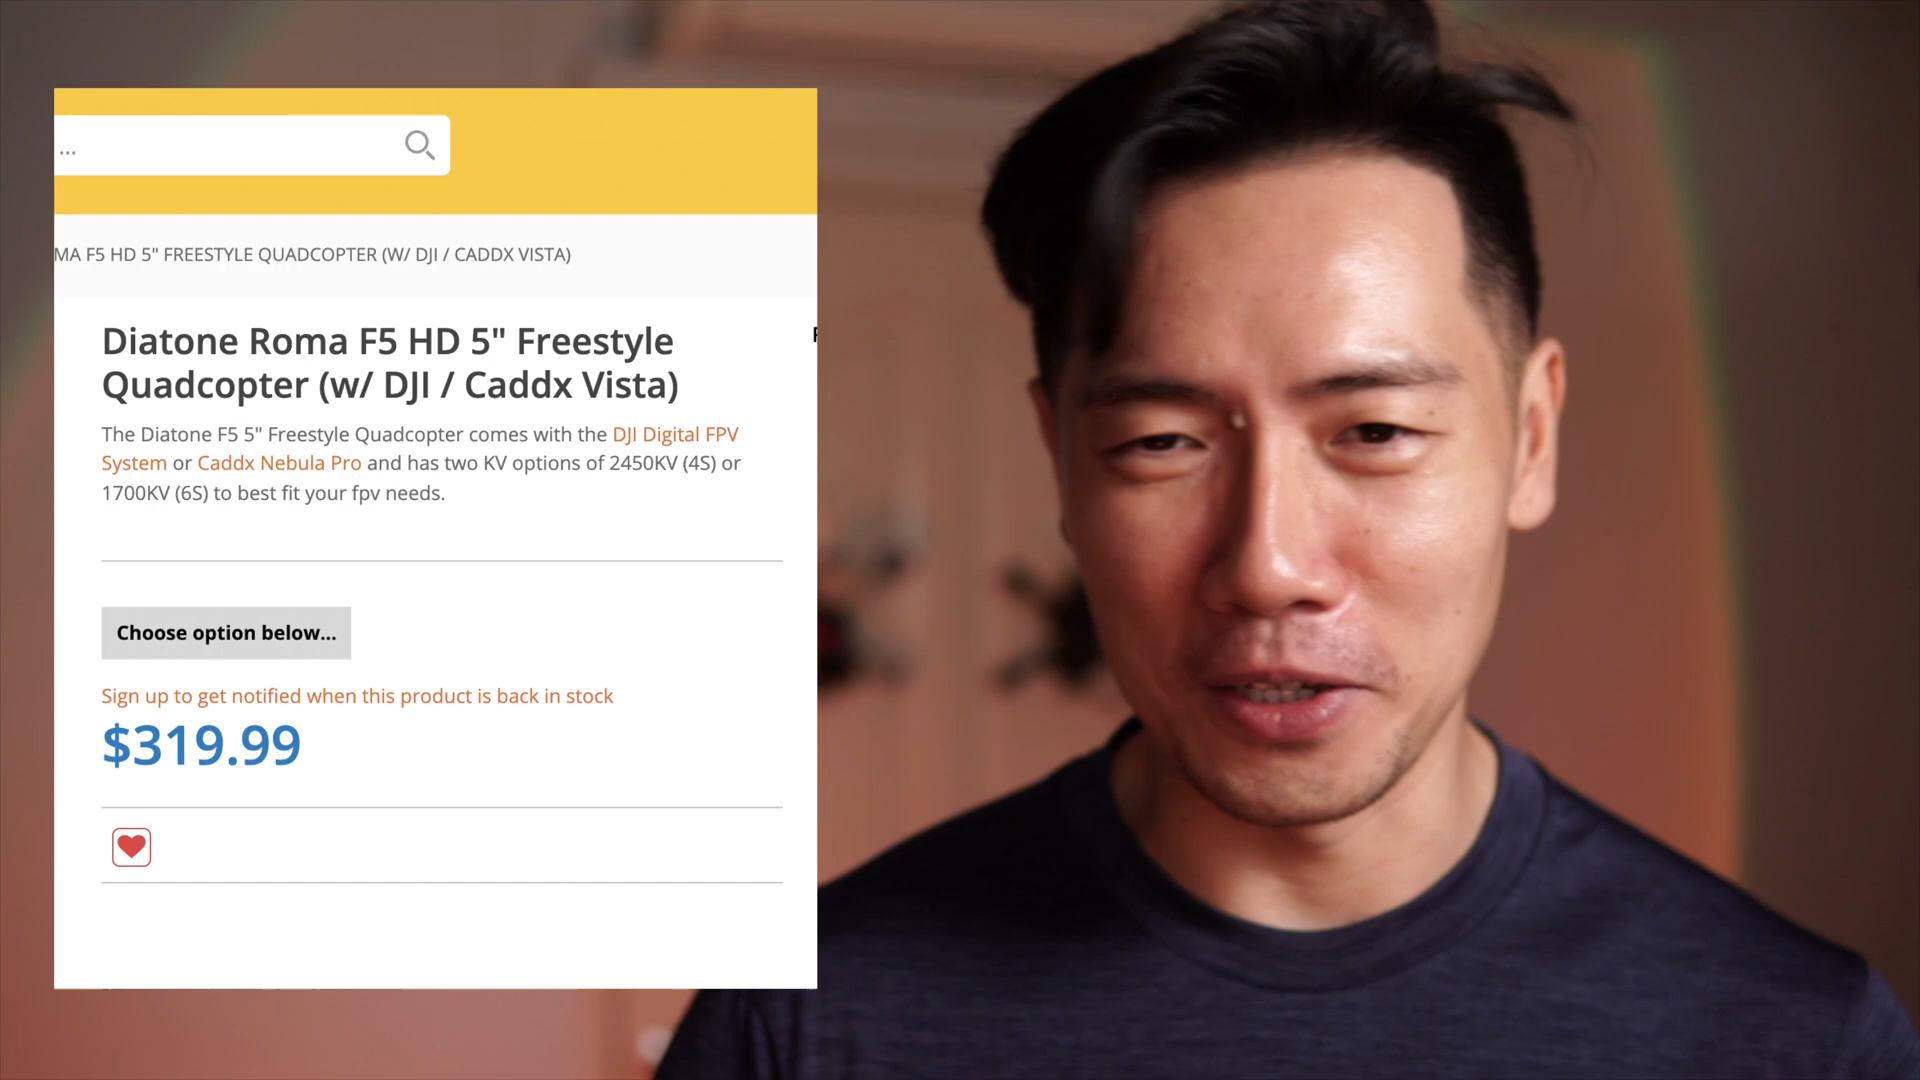 ...
MA F5 HD 5" FREESTYLE QUADCOPTER (W/ DJI / CADDX VISTA)
Diatone Roma F5 HD 5" Freestyle
Quadcopter (w/ DJI / Caddx Vista)
The Diatone F5 5" Freestyle Quadcopter comes with the DJI Digital FPV
System or Caddx Nebula Pro and has two KV options of 2450KV (4S) or
1700KV (6S) to best fit your fpv needs.
Choose option below...
Sign up to get notified when this product is back in stock
$319.99